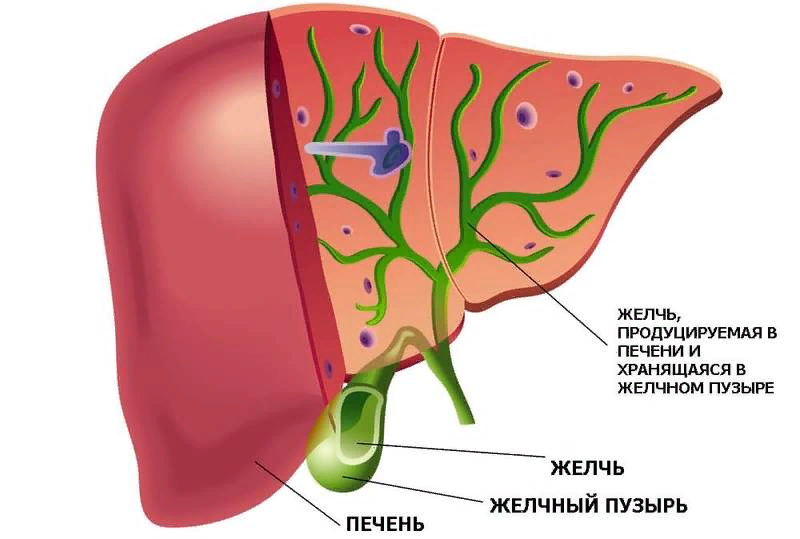 ЖЕЛЧЬ,
ПРОДУЦИРУЕМАЯ В
ПЕЧЕНИ И
ХРАНЯЩАЯСЯ В
ЖЕЛЧНОМ ПУЗЫРЕ
ЖЕЛЧЬ
ЖЕЛЧНЫЙ ПУЗЫРЬ
ПЕЧЕНЬ